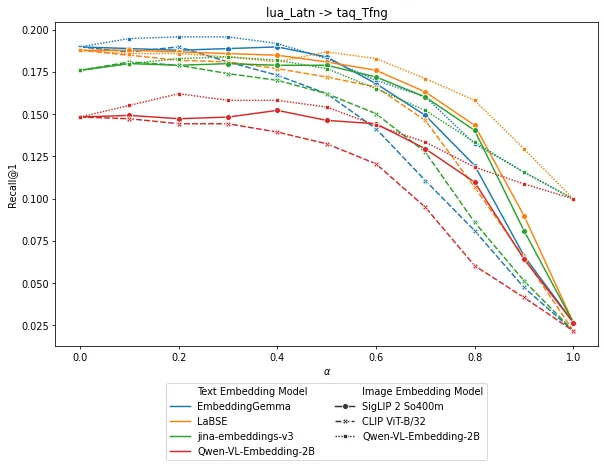 lua_Latn -> taq_Tfng
Recall@1
0.200
0.175
0.150
0.125
0.100
0.075
0.050
0.025
0.0 0.2 0.4 0.6 0.8 1.0
α
Text Embedding Model Image Embedding Model
EmbeddingGemma SigLIP 2 So400m
LaBSE CLIP ViT-B/32
jina-embeddings-v3 Qwen-VL-Embedding-2B
Qwen-VL-Embedding-2B